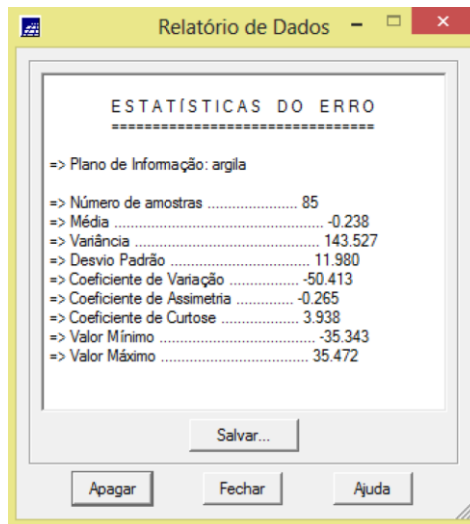 Relatório de Dados
ESTATÍSTICAS DO ERRO
================================
=> Plano de Informação: argila
=> Número de amostras ...................... 85
=> Média ................................................... -0.238
=> Variância ............................................. 143.527
=> Desvio Padrão .................................. 11.980
=> Coeficiente de Variação ................. -50.413
=> Coeficiente de Assimetria .............. -0.265
=> Coeficiente de Curtose ................... 3.938
=> Valor Mínimo ...................................... -35.343
=> Valor Máximo .................................... 35.472
Salvar...
Apagar Fechar Ajuda